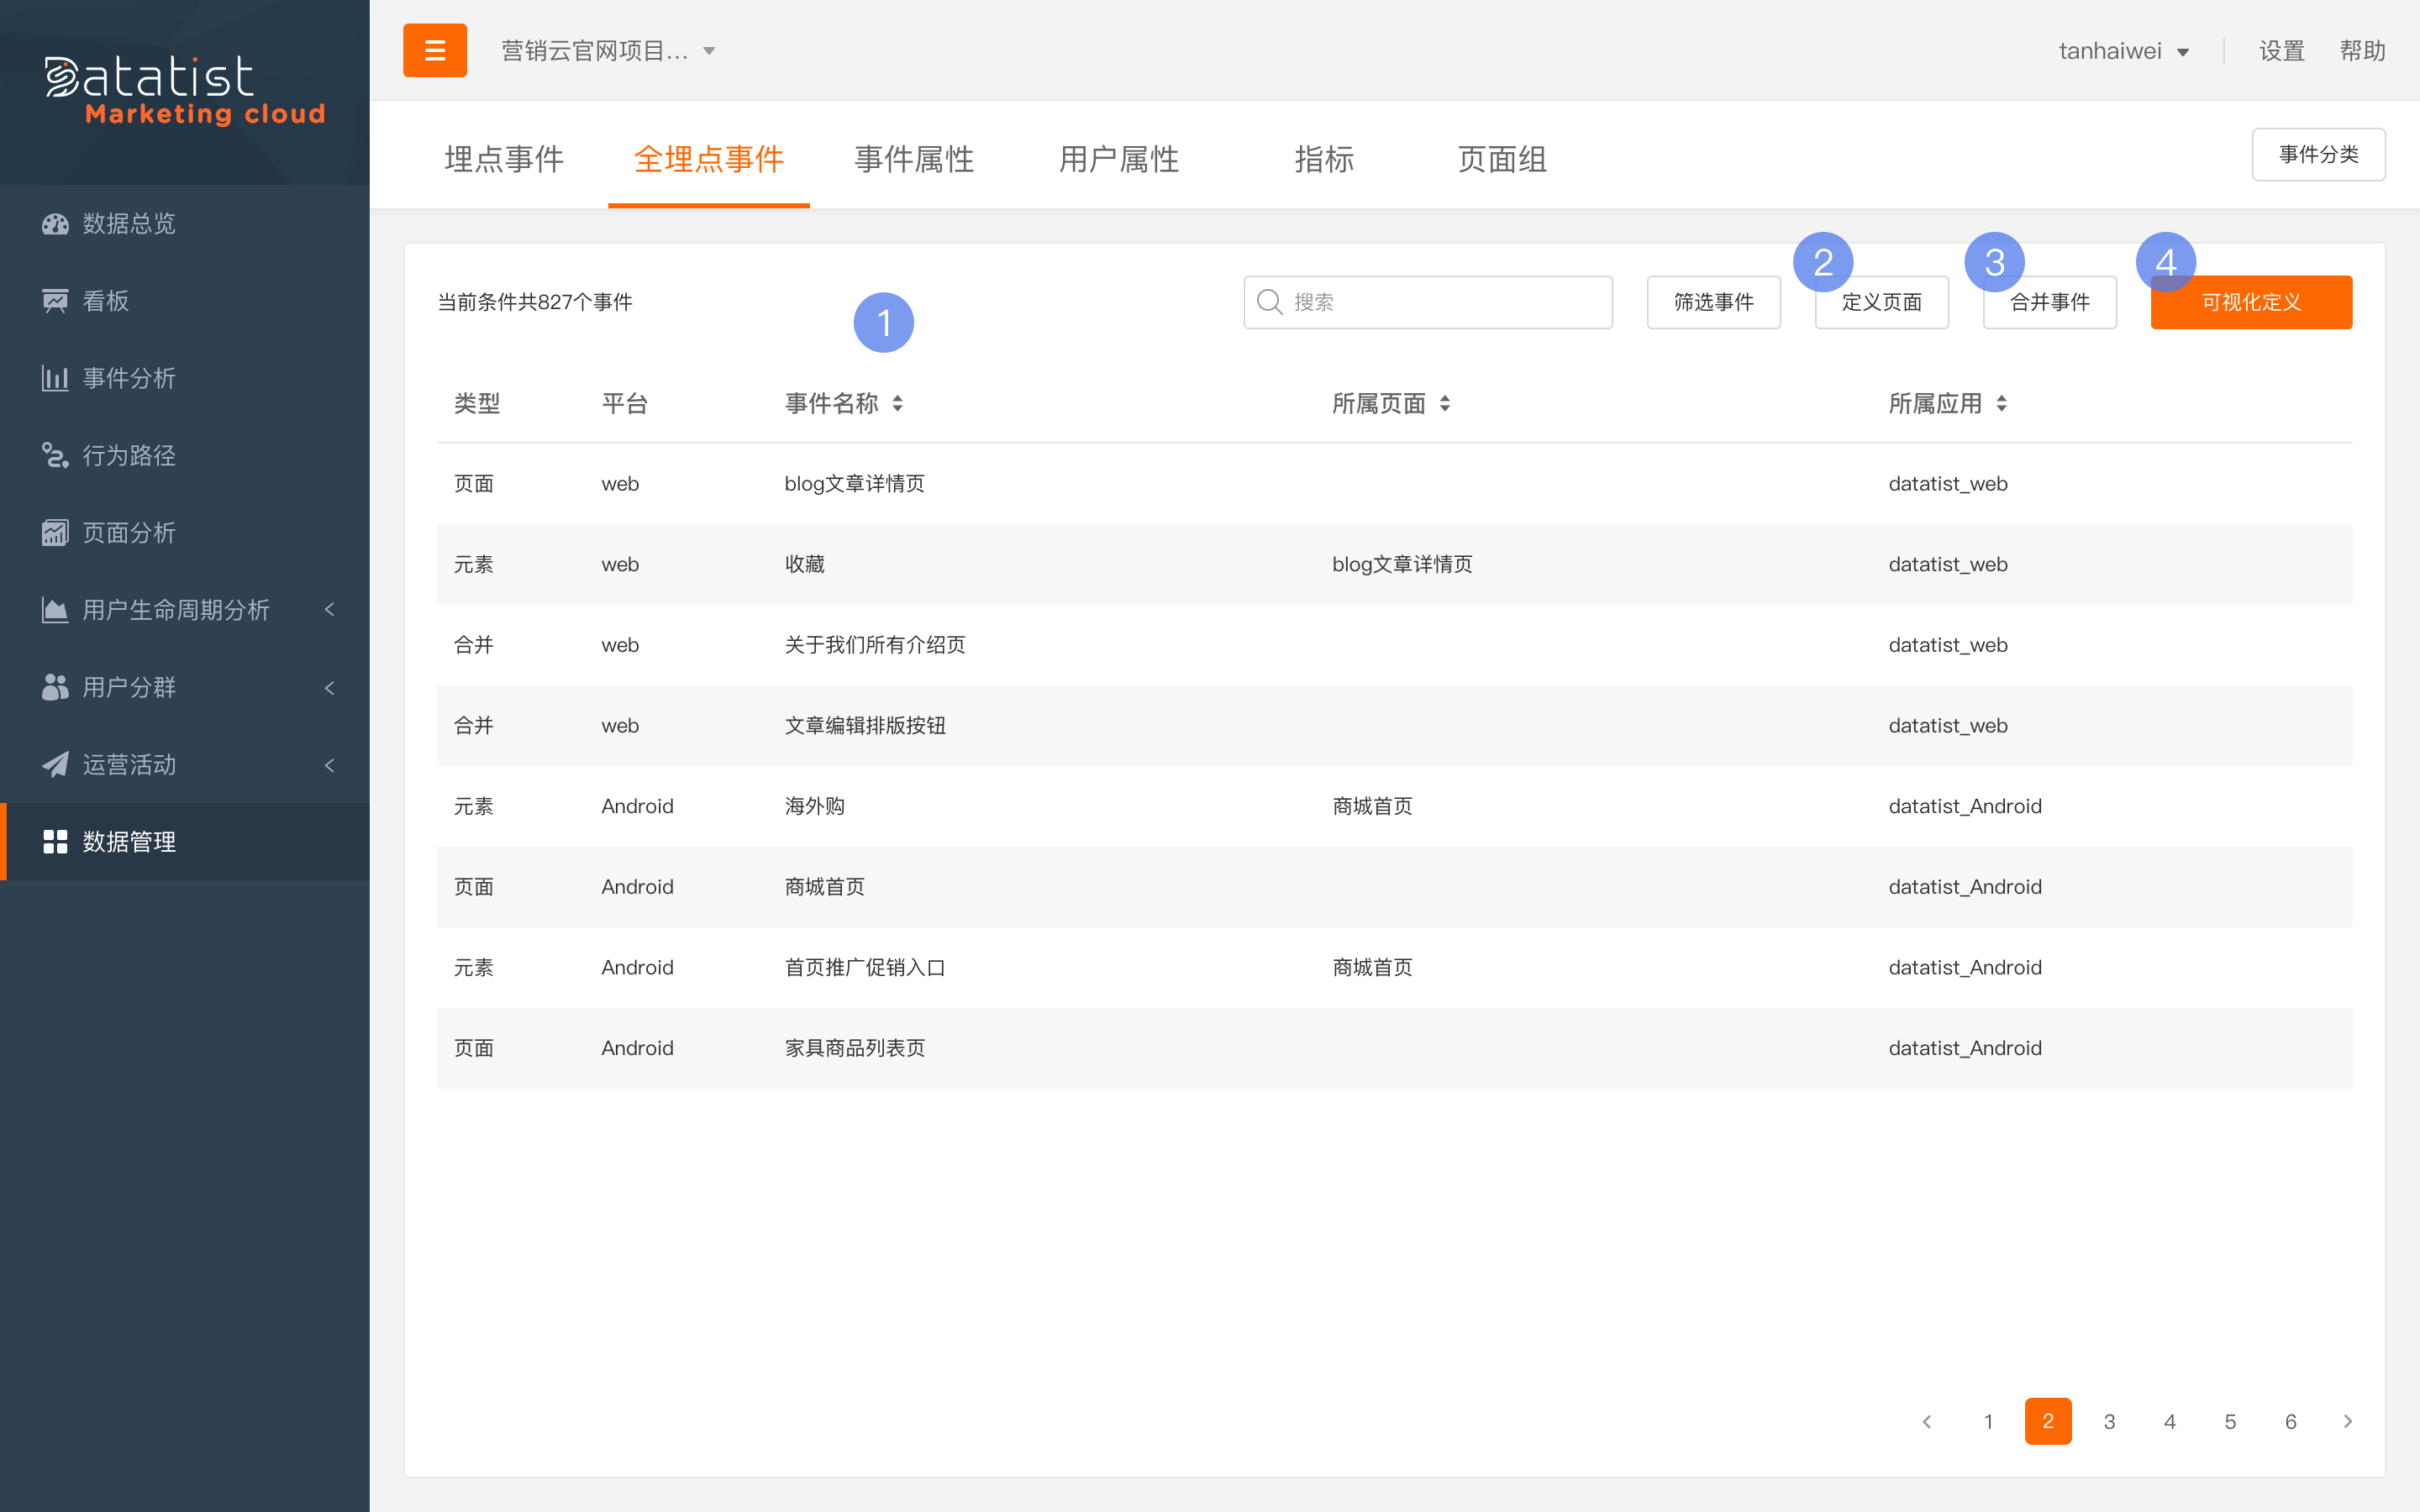 Datatist
Marketing cloud
数据总览
看板
事件分析
行为路径
页面分析
用户生命周期分析
用户分群
运营活动
数据管理
营销云官网项目...
tanhaiwei
设置
帮助
埋点事件
全埋点事件
事件属性
用户属性
指标
页面组
事件分类
当前条件共827个事件
1
搜索
筛选事件
2
定义页面
3
合并事件
4
可视化定义
类型 平台 事件名称 所属页面 所属应用
页面 web blog文章详情页 datatist_web
元素 web 收藏 blog文章详情页 datatist_web
合并 web 关于我们所有介绍页 datatist_web
合并 web 文章编辑排版按钮 datatist_web
元素 Android 海外购 商城首页 datatist_Android
页面 Android 商城首页 datatist_Android
元素 Android 首页推广促销入口 商城首页 datatist_Android
页面 Android 家具商品列表页 datatist_Android
1 2 3 4 5 6